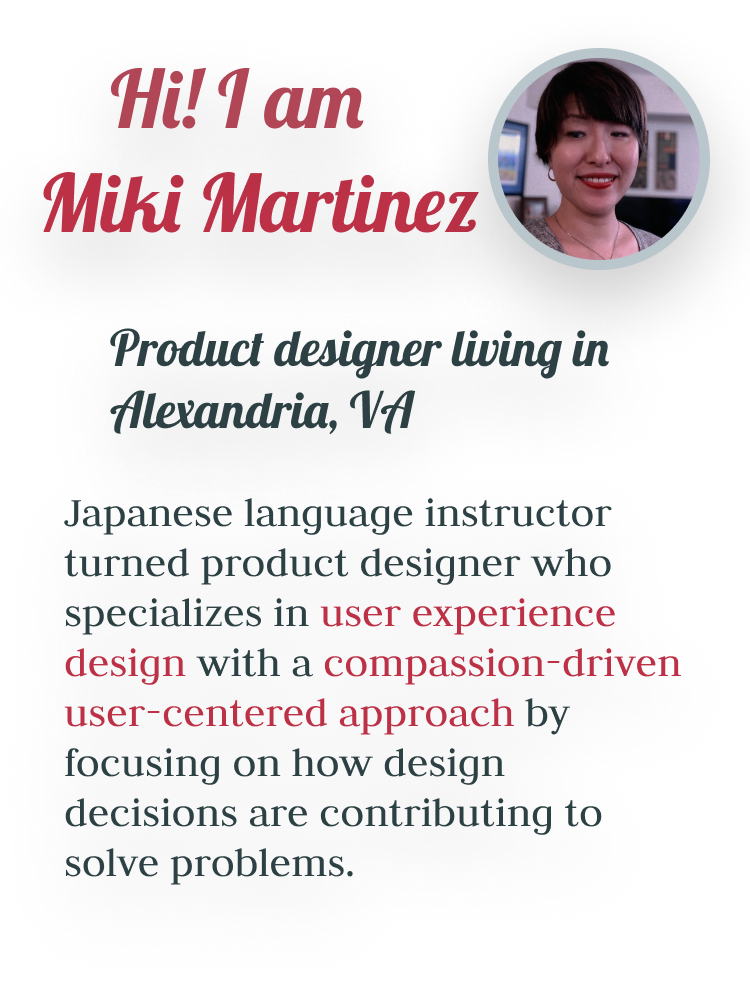 Hi! I am
Miki Martinez
Product designer living in
Alexandria, VA
Japanese language instructor
turned product designer who
specializes in user experience
design with a compassion-driven
user-centered approach by
focusing on how design
decisions are contributing to
solve problems.